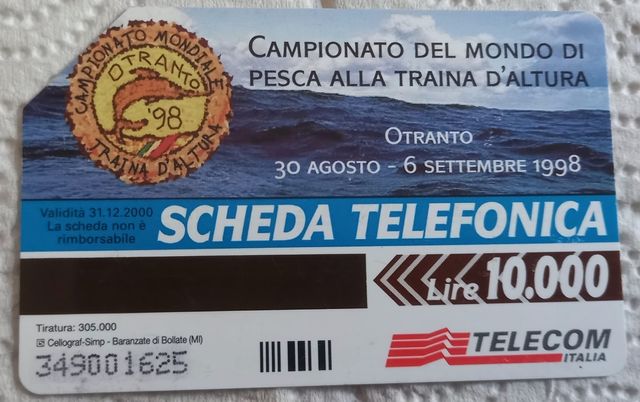 CAMPIONATO MONDIALE
OTRANTO
98
TRAINA D'ALTURA
CAMPIONATO DEL MONDO DI
PESCA ALLA TRAINA D'ALTURA
OTRANTO
30 AGOSTO - 6 SETTEMBRE 1998
Validità 31.12.2000
La scheda non è
rimborsabile
SCHEDA TELEFONICA
Lire 10.000
Tiratura: 305.000
Cellograf-Simp - Baranzate di Bollate (MI)
349001625
TELECOM
ITALIA